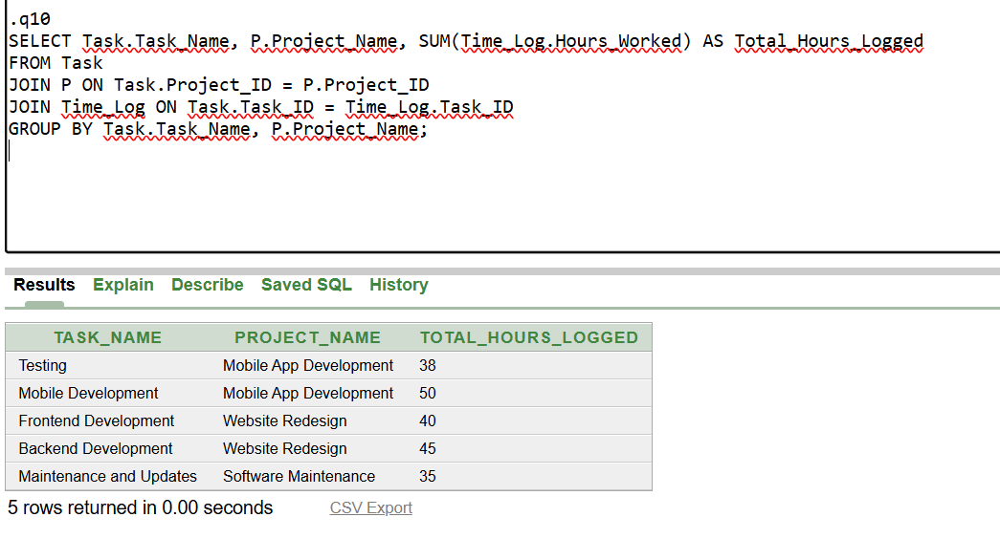 .q10
SELECT Task.Task_Name, P.Project_Name, SUM(Time_Log.Hours_Worked) AS Total_Hours_Logged
FROM Task
JOIN P ON Task.Project_ID = P.Project_ID
JOIN Time_Log ON Task.Task_ID = Time_Log.Task_ID
GROUP BY Task.Task_Name, P.Project_Name;
Results Explain Describe Saved SQL History
TASK_NAME PROJECT_NAME TOTAL_HOURS_LOGGED
Testing Mobile App Development 38
Mobile Development Mobile App Development 50
Frontend Development Website Redesign 40
Backend Development Website Redesign 45
Maintenance and Updates Software Maintenance 35
5 rows returned in 0.00 seconds CSV Export